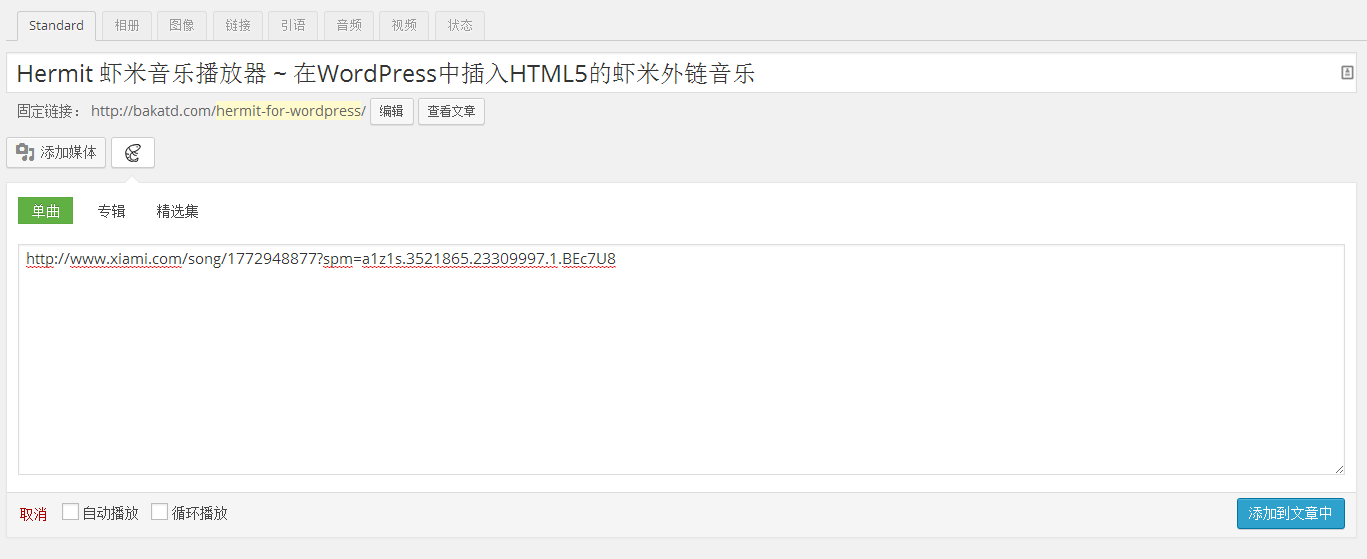 Standard 相册 图像 链接 引语 音频 视频 状态
Hermit 虾米音乐播放器 ~ 在WordPress中插入HTML5的虾米外链音乐
固定链接： http://bakatd.com/hermit-for-wordpress/ 编辑 查看文章
添加媒体
单曲 专辑 精选集
http://www.xiami.com/song/1772948877?spm=a1z1s.3521865.23309997.1.BEc7U8
取消 自动播放 循环播放 添加到文章中